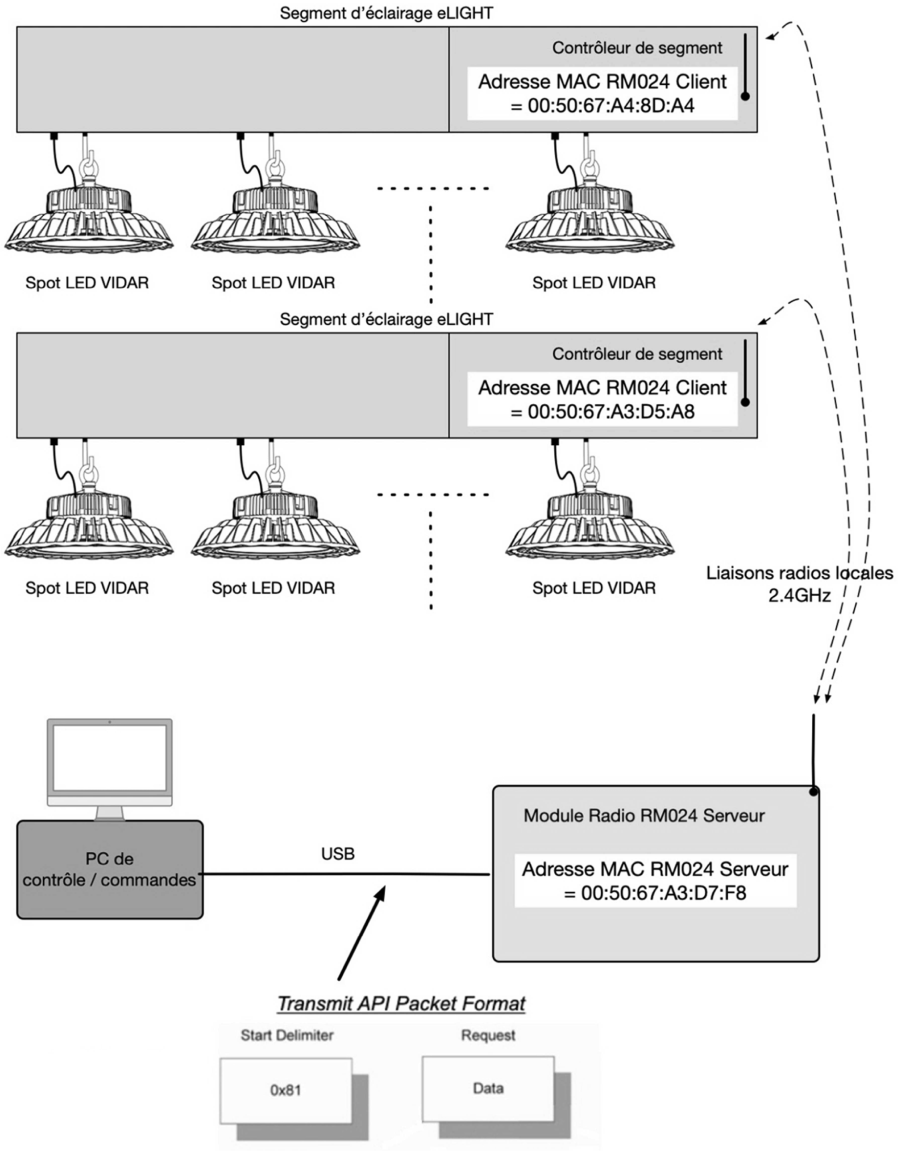 Segment d'éclairage eLIGHT
Contrôleur de segment
Adresse MAC RM024 Client
= 00:50:67:A4:8D:A4
Spot LED VIDAR
Spot LED VIDAR
Spot LED VIDAR
Segment d'éclairage eLIGHT
Contrôleur de segment
Adresse MAC RM024 Client
= 00:50:67:A3:D5:A8
Spot LED VIDAR
Spot LED VIDAR
Spot LED VIDAR
Liaisons radios locales
2.4GHz
Module Radio RM024 Serveur
Adresse MAC RM024 Serveur
= 00:50:67:A3:D7:F8
PC de
contrôle / commandes
USB
Transmit API Packet Format
Start Delimiter
Request
0x81
Data